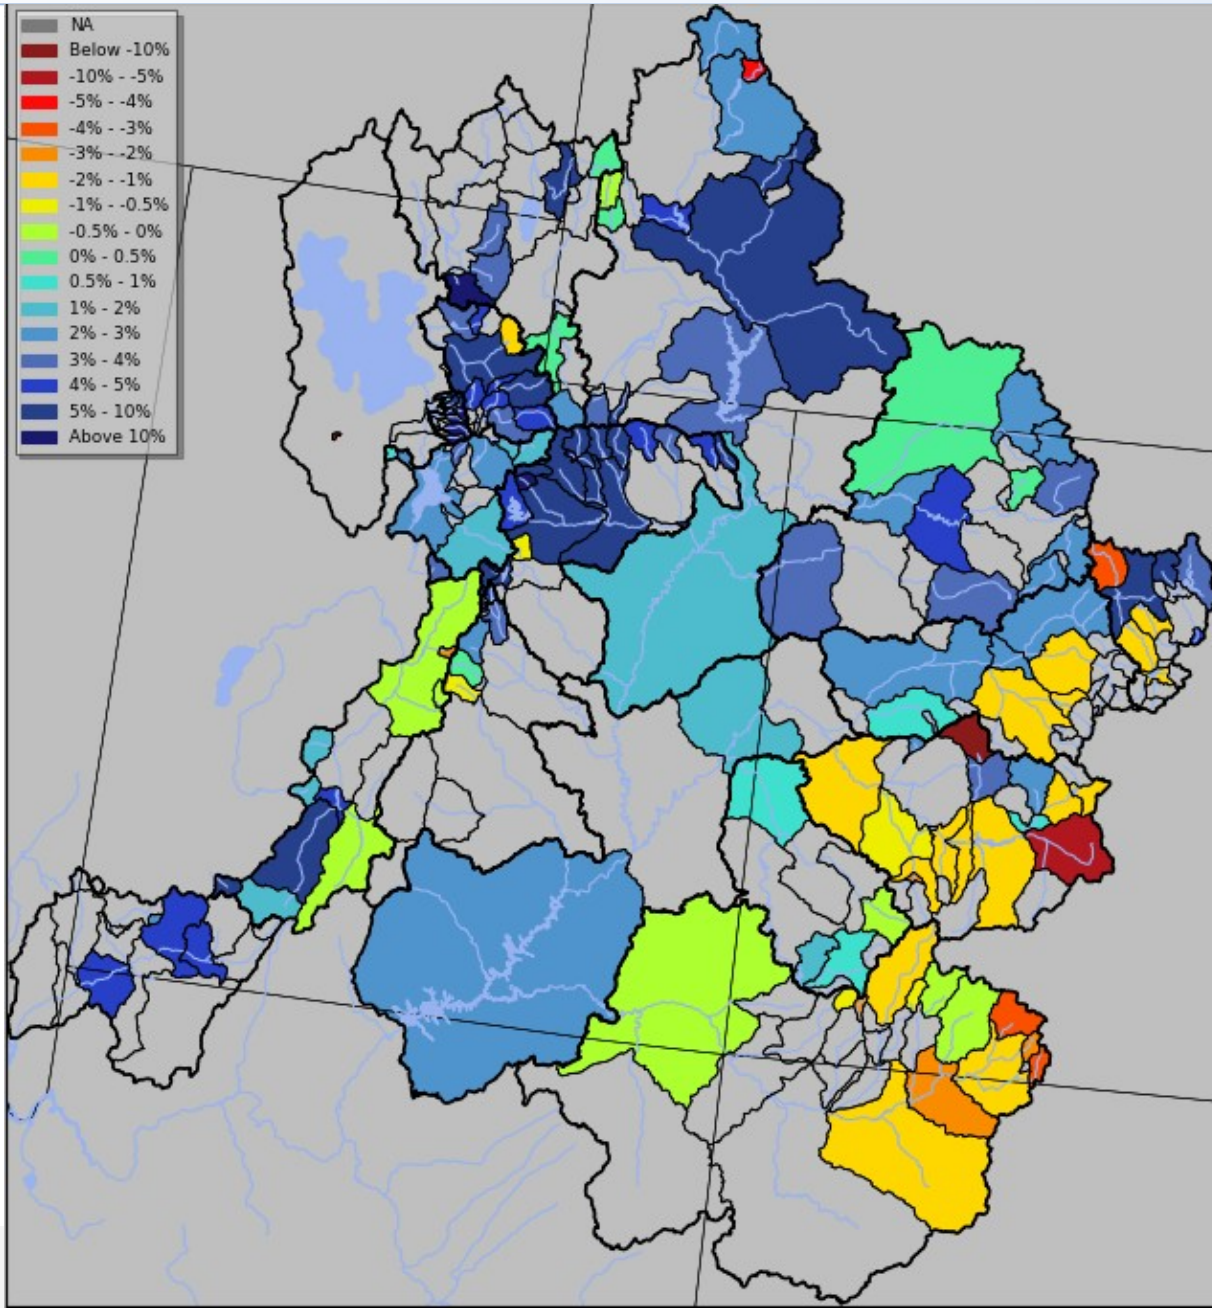 NA
Below -10%
-10% - -5%
-5% - -4%
-4% - -3%
-3% - -2%
-2% - -1%
-1% - -0.5%
-0.5% - 0%
0% - 0.5%
0.5% - 1%
1% - 2%
2% - 3%
3% - 4%
4% - 5%
5% - 10%
Above 10%